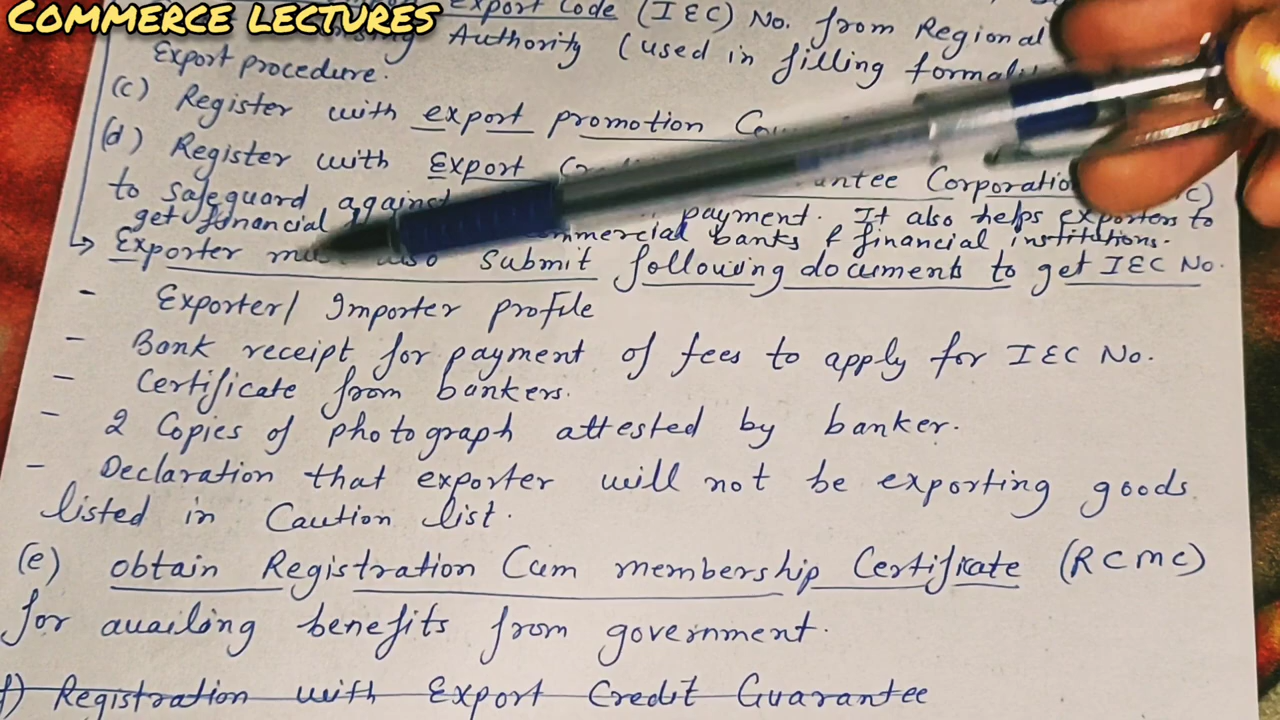 COMMERCE LECTURES
Export Code (IEC) No. from Regional
Authority (used in filling
Export procedure.
(c) Register with export promotion
(d) Register with Export Corporation
to safeguard against payment. It also helps exporters to
get financial commercial banks & financial institutions.
→ Exporter must also submit following documents to get IEC No.
- Exporter/ Importer profile
- Bank receipt for payment of fees to apply for IEC No.
- Certificate from bankers.
- 2 Copies of photograph attested by banker.
- Declaration that exporter will not be exporting goods
listed in Caution list.
(e) obtain Registration Cum membership Certificate (RCMC)
for availing benefits from government.
f) Registration with Export Credit Guarantee